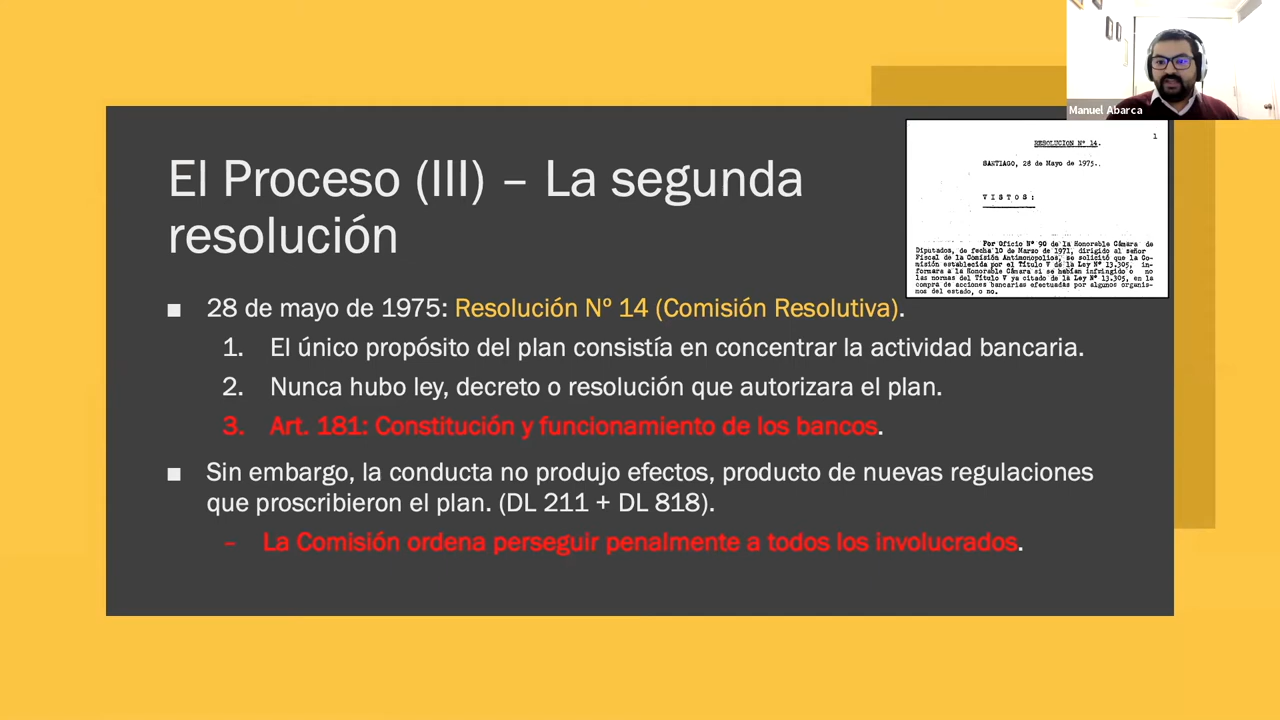 Manuel Abarca
El Proceso (III) – La segunda
resolución
1
RESOLUCION Nº 14.
SANTIAGO, 28 de Mayo de 1975..
V I S T O S :
Por Oficio Nº 90 de la Honorable Cámara de
Diputados, de fecha 10 de Marzo de 1971, dirigido al señor
Fiscal de la Comisión Antimonopolios, se solicitó que la Co-
misión establecida por el Título V de la Ley Nº 13.305, in-
formara a la Honorable Cámara si se habían infringido o no
las normas del Título V ya citado de la Ley Nº 13.305, en la
compra de acciones bancarias efectuadas por algunos organis-
mos del estado, o no.
■ 28 de mayo de 1975: Resolución Nº 14 (Comisión Resolutiva).
1. El único propósito del plan consistía en concentrar la actividad bancaria.
2. Nunca hubo ley, decreto o resolución que autorizara el plan.
3. Art. 181: Constitución y funcionamiento de los bancos.
■ Sin embargo, la conducta no produjo efectos, producto de nuevas regulaciones
que proscribieron el plan. (DL 211 + DL 818).
– La Comisión ordena perseguir penalmente a todos los involucrados.